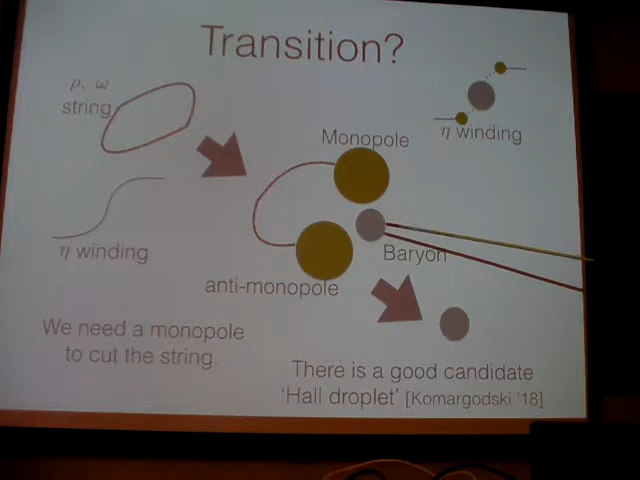 Transition?
ρ, ω
string
η winding
Monopole
η winding
Baryon
anti-monopole
We need a monopole
to cut the string
There is a good candidate
'Hall droplet' [Komargodski '18]